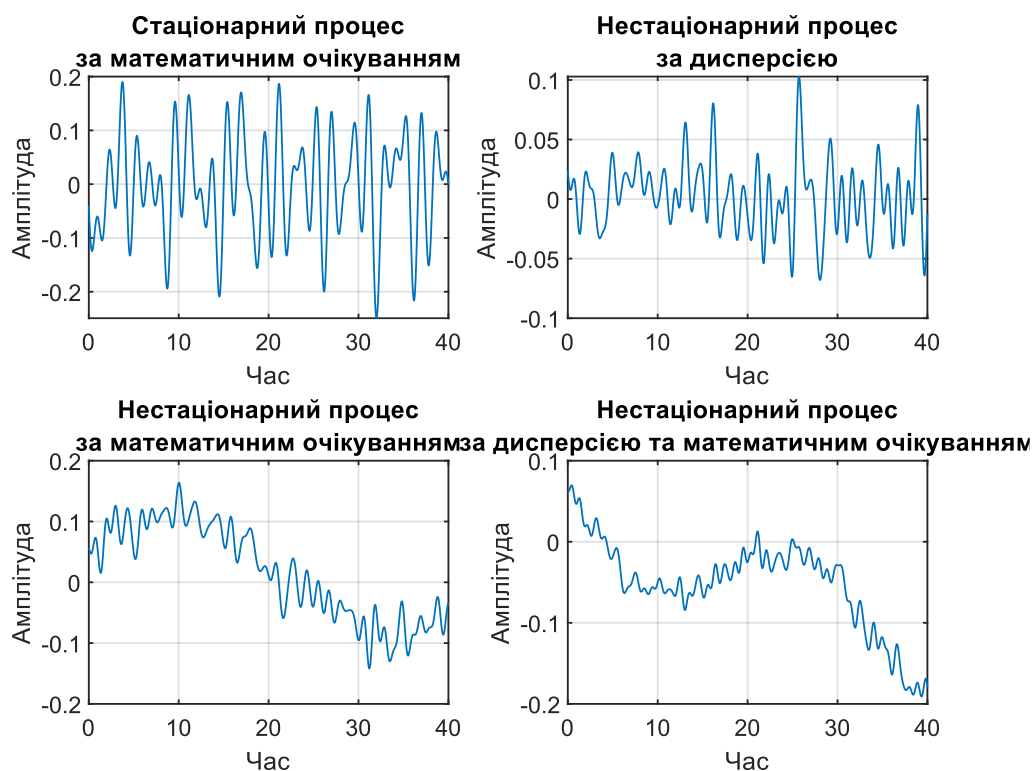 Стаціонарний процес
за математичним очікуванням
0.2
0.1
0
-0.1
-0.2
Амплітуда
0 10 20 30 40
Час
Нестаціонарний процес
за дисперсією
0.1
0.05
0
-0.05
-0.1
Амплітуда
0 10 20 30 40
Час
Нестаціонарний процес
за математичним очікуванням
0.2
0.1
0
-0.1
-0.2
Амплітуда
0 10 20 30 40
Час
Нестаціонарний процес
за дисперсією та математичним очікуванням
0.1
0
-0.1
-0.2
Амплітуда
0 10 20 30 40
Час